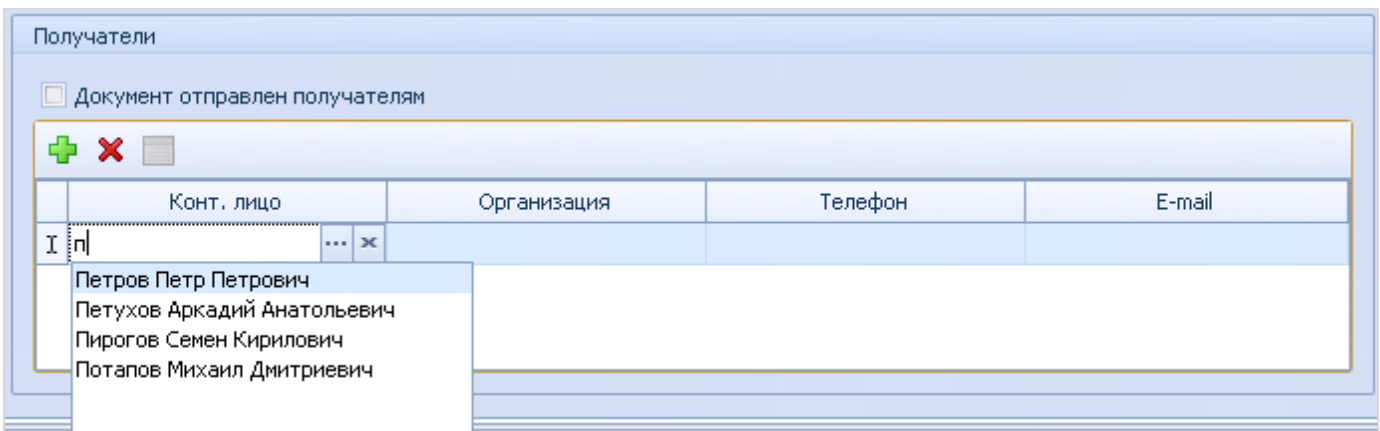 Получатели
Документ отправлен получателям
Конт. лицо Организация Телефон E-mail
п
Петров Петр Петрович
Петухов Аркадий Анатольевич
Пирогов Семен Кирилович
Потапов Михаил Дмитриевич